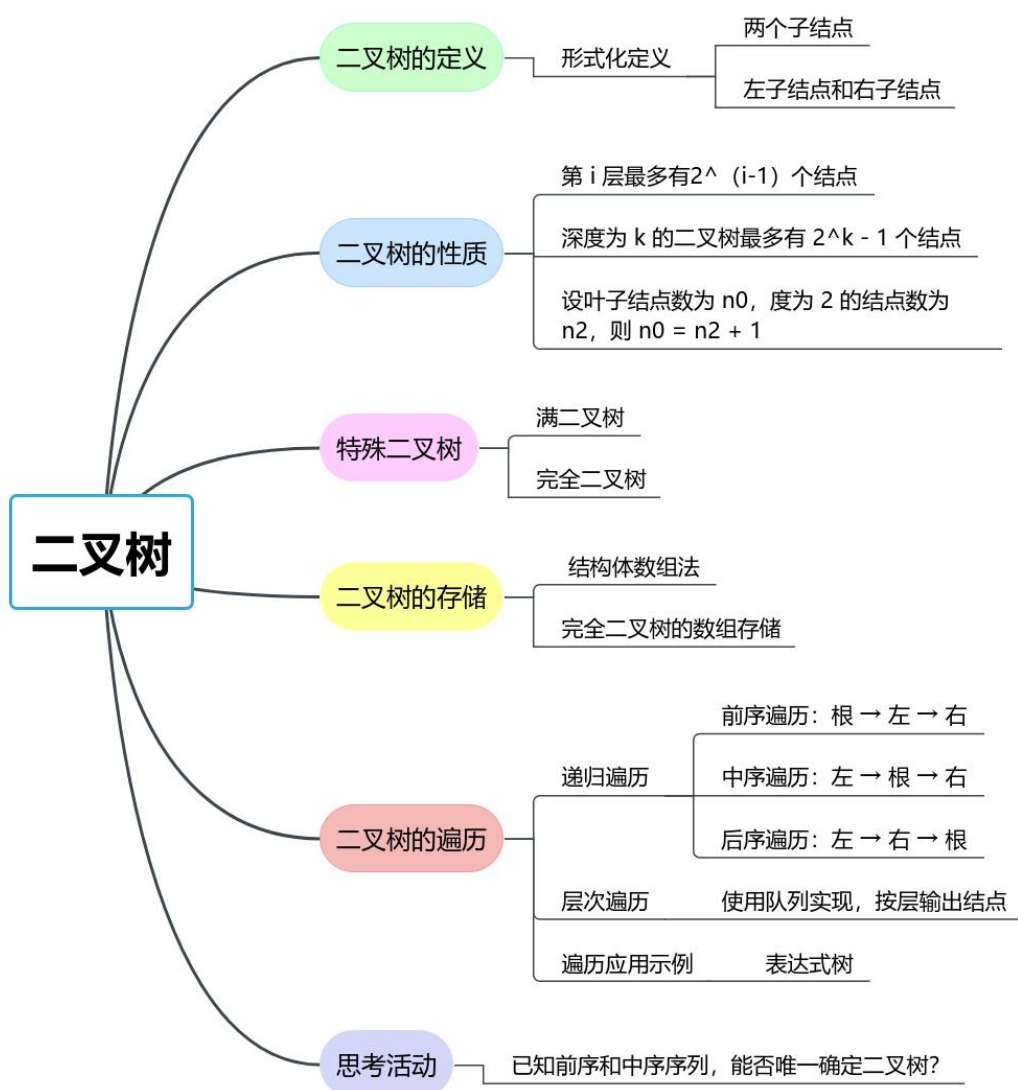 二叉树
二叉树的定义
形式化定义
两个子结点
左子结点和右子结点
二叉树的性质
第 i 层最多有2^（i-1）个结点
深度为 k 的二叉树最多有 2^k - 1 个结点
设叶子结点数为 n0，度为 2 的结点数为
n2，则 n0 = n2 + 1
特殊二叉树
满二叉树
完全二叉树
二叉树的存储
结构体数组法
完全二叉树的数组存储
二叉树的遍历
递归遍历
前序遍历：根 → 左 → 右
中序遍历：左 → 根 → 右
后序遍历：左 → 右 → 根
层次遍历
使用队列实现，按层输出结点
遍历应用示例
表达式树
思考活动
已知前序和中序序列，能否唯一确定二叉树？